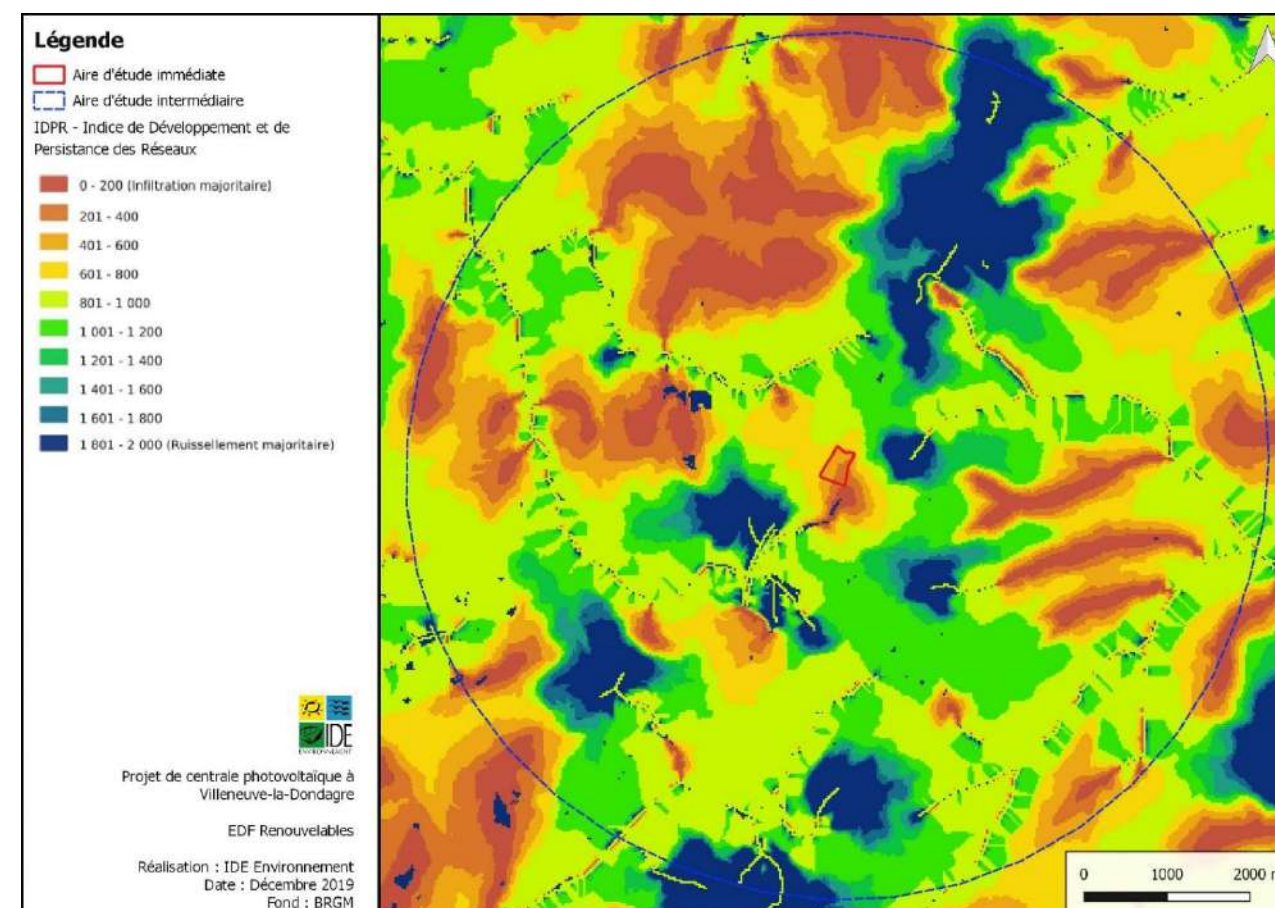 Légende
Aire d'étude immédiate
Aire d'étude intermédiaire
IDPR - Indice de Développement et de
Persistance des Réseaux
0 - 200 (Infiltration majoritaire)
201 - 400
401 - 600
601 - 800
801 - 1 000
1 001 - 1 200
1 201 - 1 400
1 401 - 1 600
1 601 - 1 800
1 801 - 2 000 (Ruissellement majoritaire)
IDE
ENVIRONNEMENT
Projet de centrale photovoltaïque à
Villeneuve-la-Dondagre
EDF Renouvelables
Réalisation : IDE Environnement
Date : Décembre 2019
Fond : BRGM
0 1000 2000 m